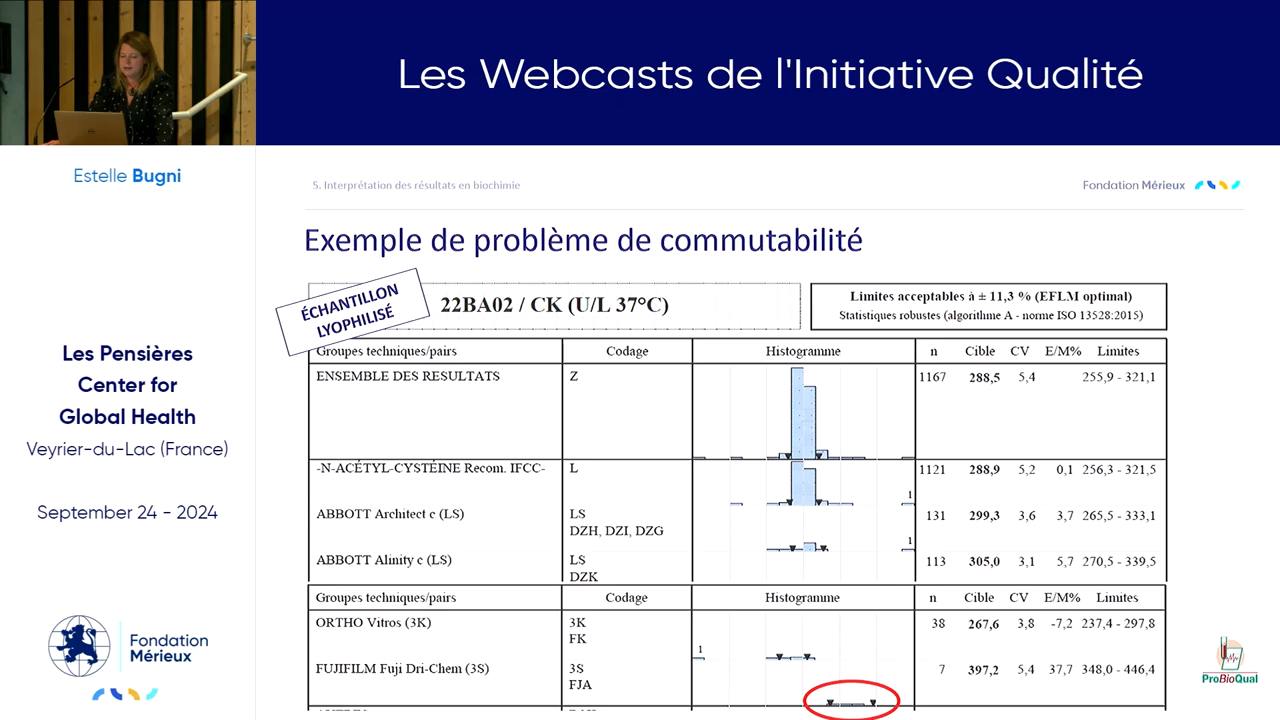 Les Webcasts de l'Initiative Qualité
Estelle Bugni
Les Pensières
Center for
Global Health
Veyrier-du-Lac (France)
September 24 - 2024
Fondation
Mérieux
5. Interprétation des résultats en biochimie
Fondation Mérieux
Exemple de problème de commutabilité
ÉCHANTILLON
LYOPHILISÉ
22BA02 / CK (U/L 37°C)
Limites acceptables à ± 11,3 % (EFLM optimal)
Statistiques robustes (algorithme A - norme ISO 13528:2015)
Groupes techniques/pairs Codage Histogramme n Cible CV E/M% Limites
ENSEMBLE DES RESULTATS Z 1167 288,5 5,4 255,9 - 321,1
-N-ACÉTYL-CYSTÉINE Recom. IFCC- L 1121 288,9 5,2 0,1 256,3 - 321,5
1
ABBOTT Architect c (LS) LS 131 299,3 3,6 3,7 265,5 - 333,1
DZH, DZI, DZG
1
ABBOTT Alinity c (LS) LS 113 305,0 3,1 5,7 270,5 - 339,5
DZK
Groupes techniques/pairs Codage Histogramme n Cible CV E/M% Limites
ORTHO Vitros (3K) 3K 38 267,6 3,8 -7,2 237,4 - 297,8
FK
1
FUJIFILM Fuji Dri-Chem (3S) 3S 7 397,2 5,4 37,7 348,0 - 446,4
FJA
ProBioQual